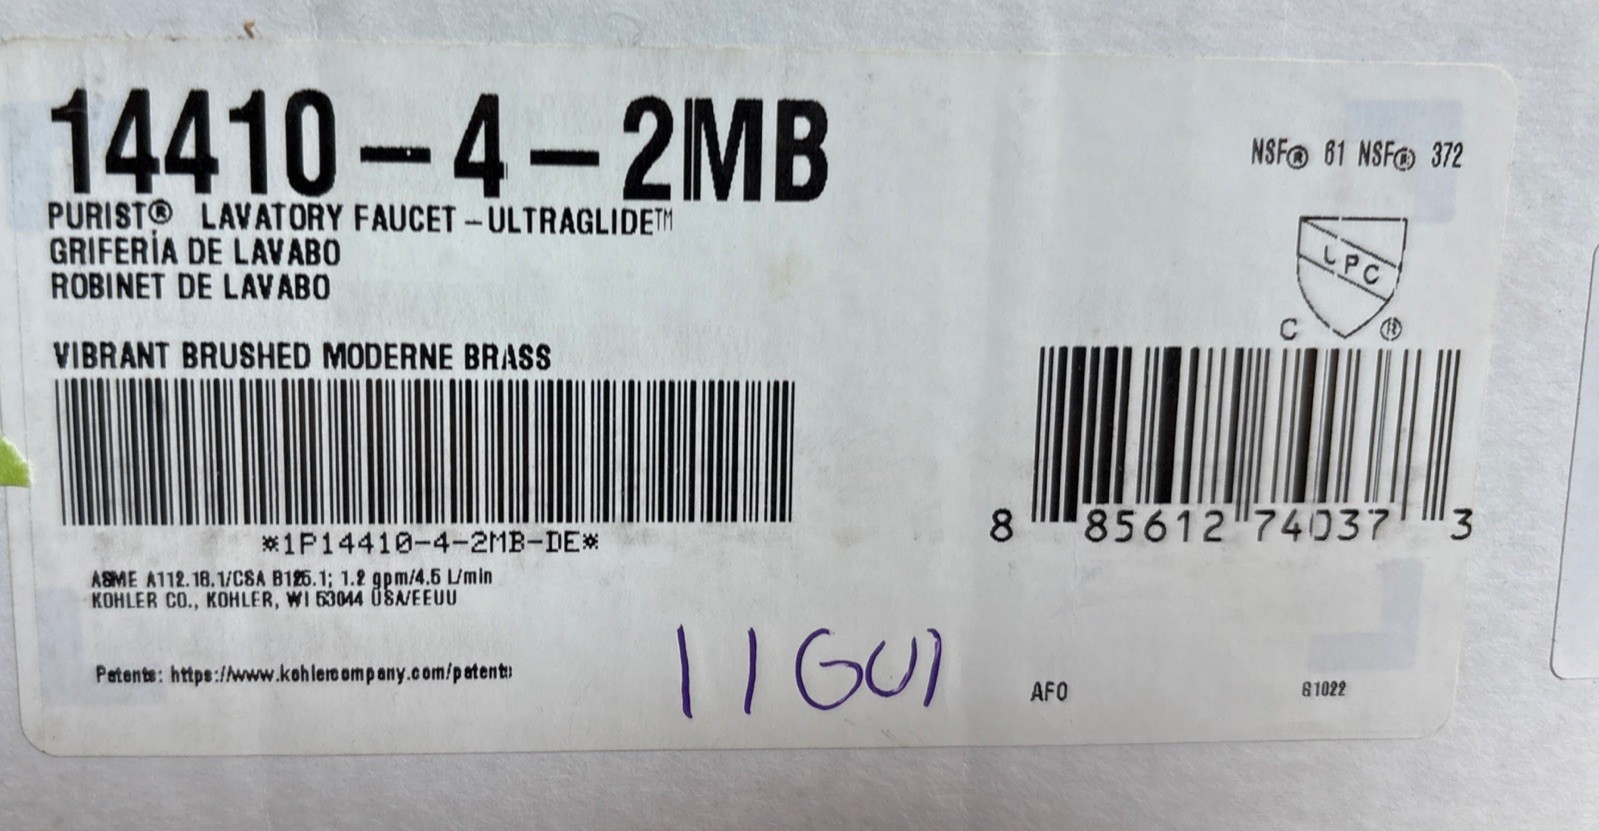 14410-4-2MB
PURIST® LAVATORY FAUCET - ULTRAGLIDE™
GRIFERÍA DE LAVABO
ROBINET DE LAVABO
VIBRANT BRUSHED MODERNE BRASS
*1P14410-4-2MB-DE*
ASME A112.18.1/CSA B125.1; 1.2 gpm/4.5 L/min
KOHLER CO., KOHLER, WI 53044 USA/EEUU
Patents: https://www.kohlercompany.com/patents
NSF® 61 NSF® 372
LPC
C ®
8 85612 74037 3
AFO
61022